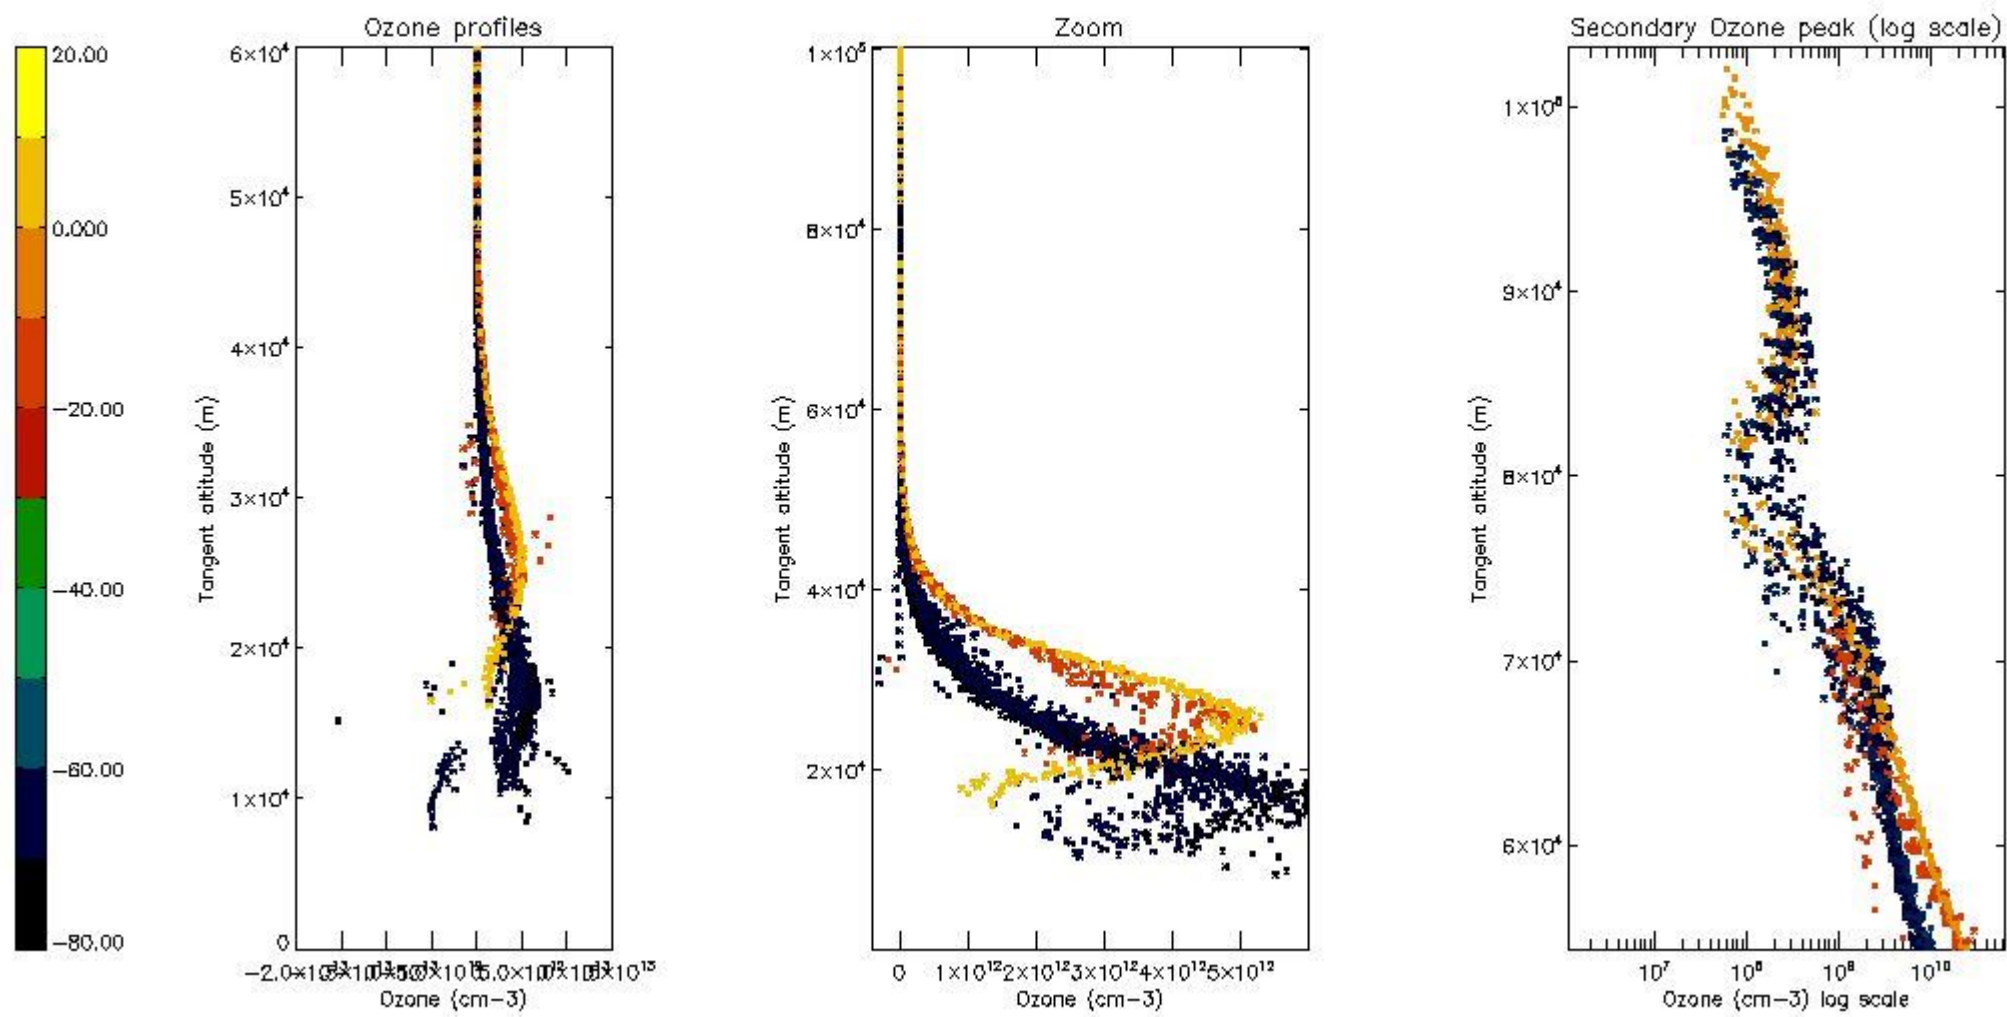 Ozone profiles
Zoom
Secondary Ozone peak (log scale)
20.00
0.000
−20.00
−40.00
−60.00
−80.00
6×10⁴
5×10⁴
4×10⁴
3×10⁴
2×10⁴
1×10⁴
0
Tangent altitude (m)
Ozone (cm−3)
1×10⁵
8×10⁴
6×10⁴
4×10⁴
2×10⁴
Tangent altitude (m)
0 1×10¹² 2×10¹² 3×10¹² 4×10¹² 5×10¹²
Ozone (cm−3)
9×10⁴
8×10⁴
7×10⁴
6×10⁴
Tangent altitude (m)
10⁷ 10⁸ 10⁹ 10¹⁰
Ozone (cm−3) log scale